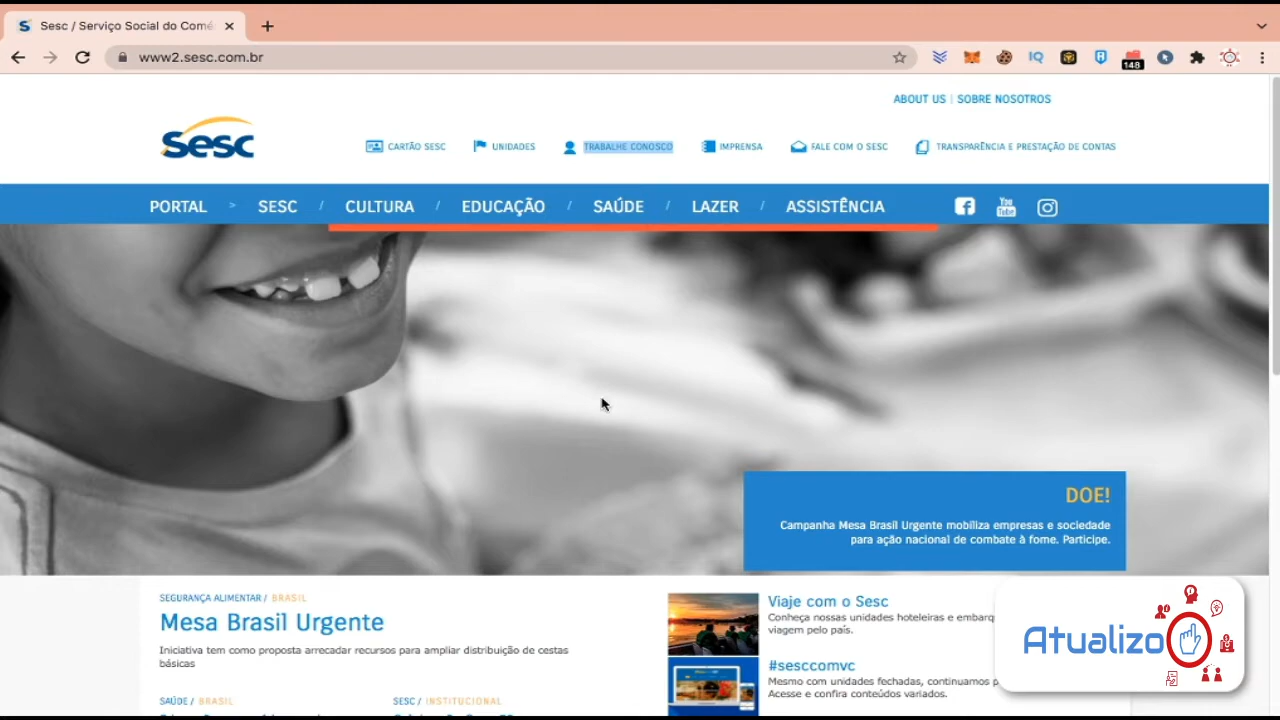 Sesc / Serviço Social do Comé
www2.sesc.com.br
148
ABOUT US | SOBRE NOSOTROS
Sesc
CARTÃO SESC
UNIDADES
TRABALHE CONOSCO
IMPRENSA
FALE COM O SESC
TRANSPARÊNCIA E PRESTAÇÃO DE CONTAS
PORTAL > SESC / CULTURA / EDUCAÇÃO / SAÚDE / LAZER / ASSISTÊNCIA
You Tube
DOE!
Campanha Mesa Brasil Urgente mobiliza empresas e sociedade
para ação nacional de combate à fome. Participe.
SEGURANÇA ALIMENTAR / BRASIL
Mesa Brasil Urgente
Iniciativa tem como proposta arrecadar recursos para ampliar distribuição de cestas
básicas
SAÚDE / BRASIL
SESC / INSTITUCIONAL
Viaje com o Sesc
Conheça nossas unidades hoteleiras e embarq
viagem pelo país.
#sesccomvc
Mesmo com unidades fechadas, continuamos p
Acesse e confira conteúdos variados.
Atualizo